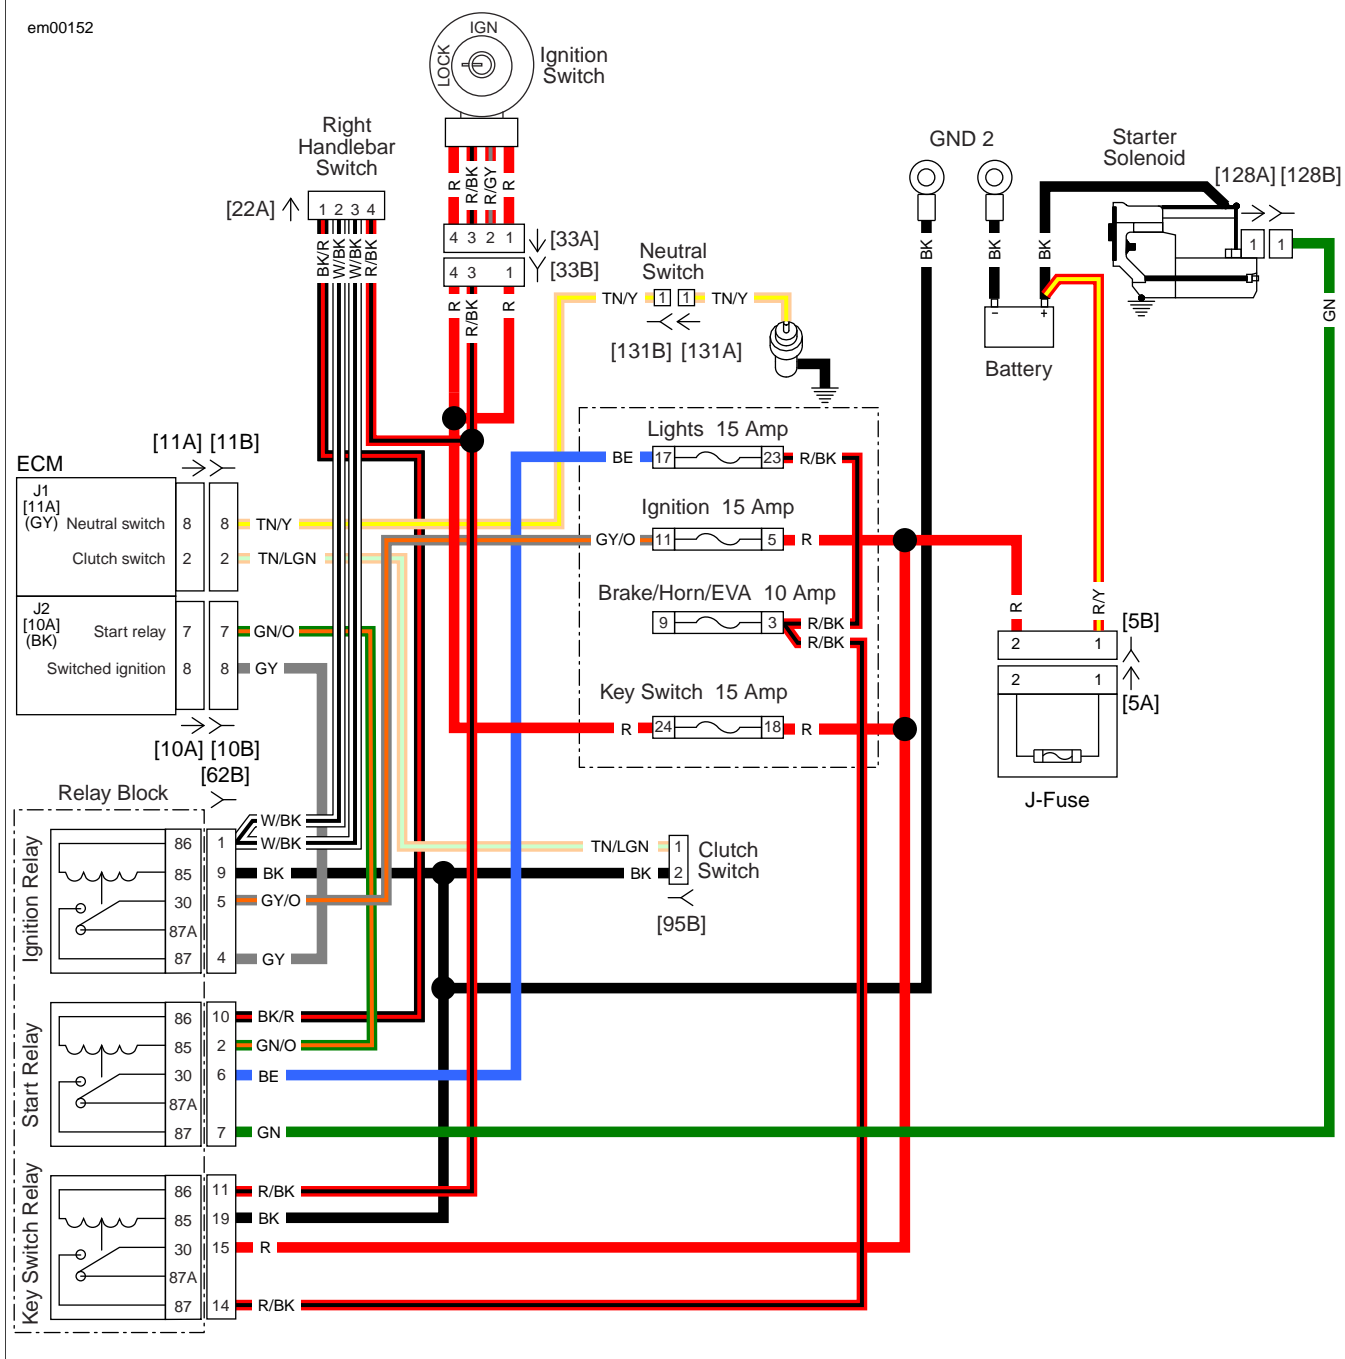 em00152
IGN
LOCK
Ignition
Switch
Right
Handlebar
Switch
[22A]
1 2 3 4
BK/R
W/BK
W/BK
R/BK
R
R/BK
R/GY
R
4 3 2 1
[33A]
4 3 1
[33B]
R
R/BK
R
Neutral
Switch
TN/Y 1 1 TN/Y
[131B] [131A]
GND 2
BK
BK
BK
- +
Battery
Starter
Solenoid
[128A] [128B]
1 1
GN
[11A] [11B]
ECM
J1
[11A]
(GY)
Neutral switch 8 8 TN/Y
Clutch switch 2 2 TN/LGN
J2
[10A]
(BK)
Start relay 7 7 GN/O
Switched ignition 8 8 GY
[10A] [10B]
[62B]
Lights 15 Amp
BE 17 23 R/BK
Ignition 15 Amp
GY/O 11 5 R
Brake/Horn/EVA 10 Amp
9 3 R/BK
R/BK
Key Switch 15 Amp
R 24 18 R
R
R/Y
[5B]
2 1
2 1
[5A]
J-Fuse
Relay Block
Ignition Relay
W/BK
86 1 W/BK
85 9 BK
30 5 GY/O
87A
87 4 GY
TN/LGN 1
BK 2
Clutch
Switch
[95B]
Start Relay
86 10 BK/R
85 2 GN/O
30 6 BE
87A
87 7 GN
Key Switch Relay
86 11 R/BK
85 19 BK
30 15 R
87A
87 14 R/BK